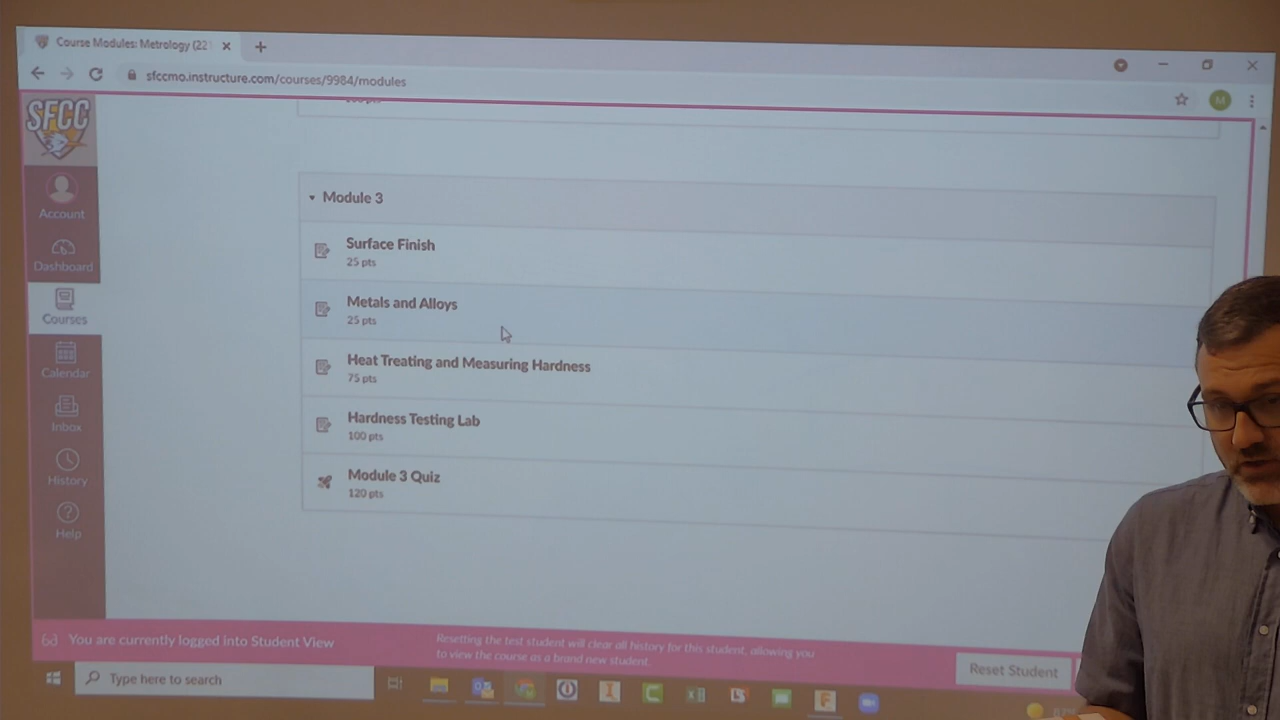 Course Modules: Metrology (22
sfccmo.instructure.com/courses/9984/modules
M
SFCC
Account
Dashboard
Courses
Calendar
Inbox
History
Help
Module 3
Surface Finish
25 pts
Metals and Alloys
25 pts
Heat Treating and Measuring Hardness
75 pts
Hardness Testing Lab
100 pts
Module 3 Quiz
120 pts
You are currently logged into Student View
Resetting the test student will clear all history for this student, allowing you
to view the course as a brand new student.
Reset Student
Type here to search